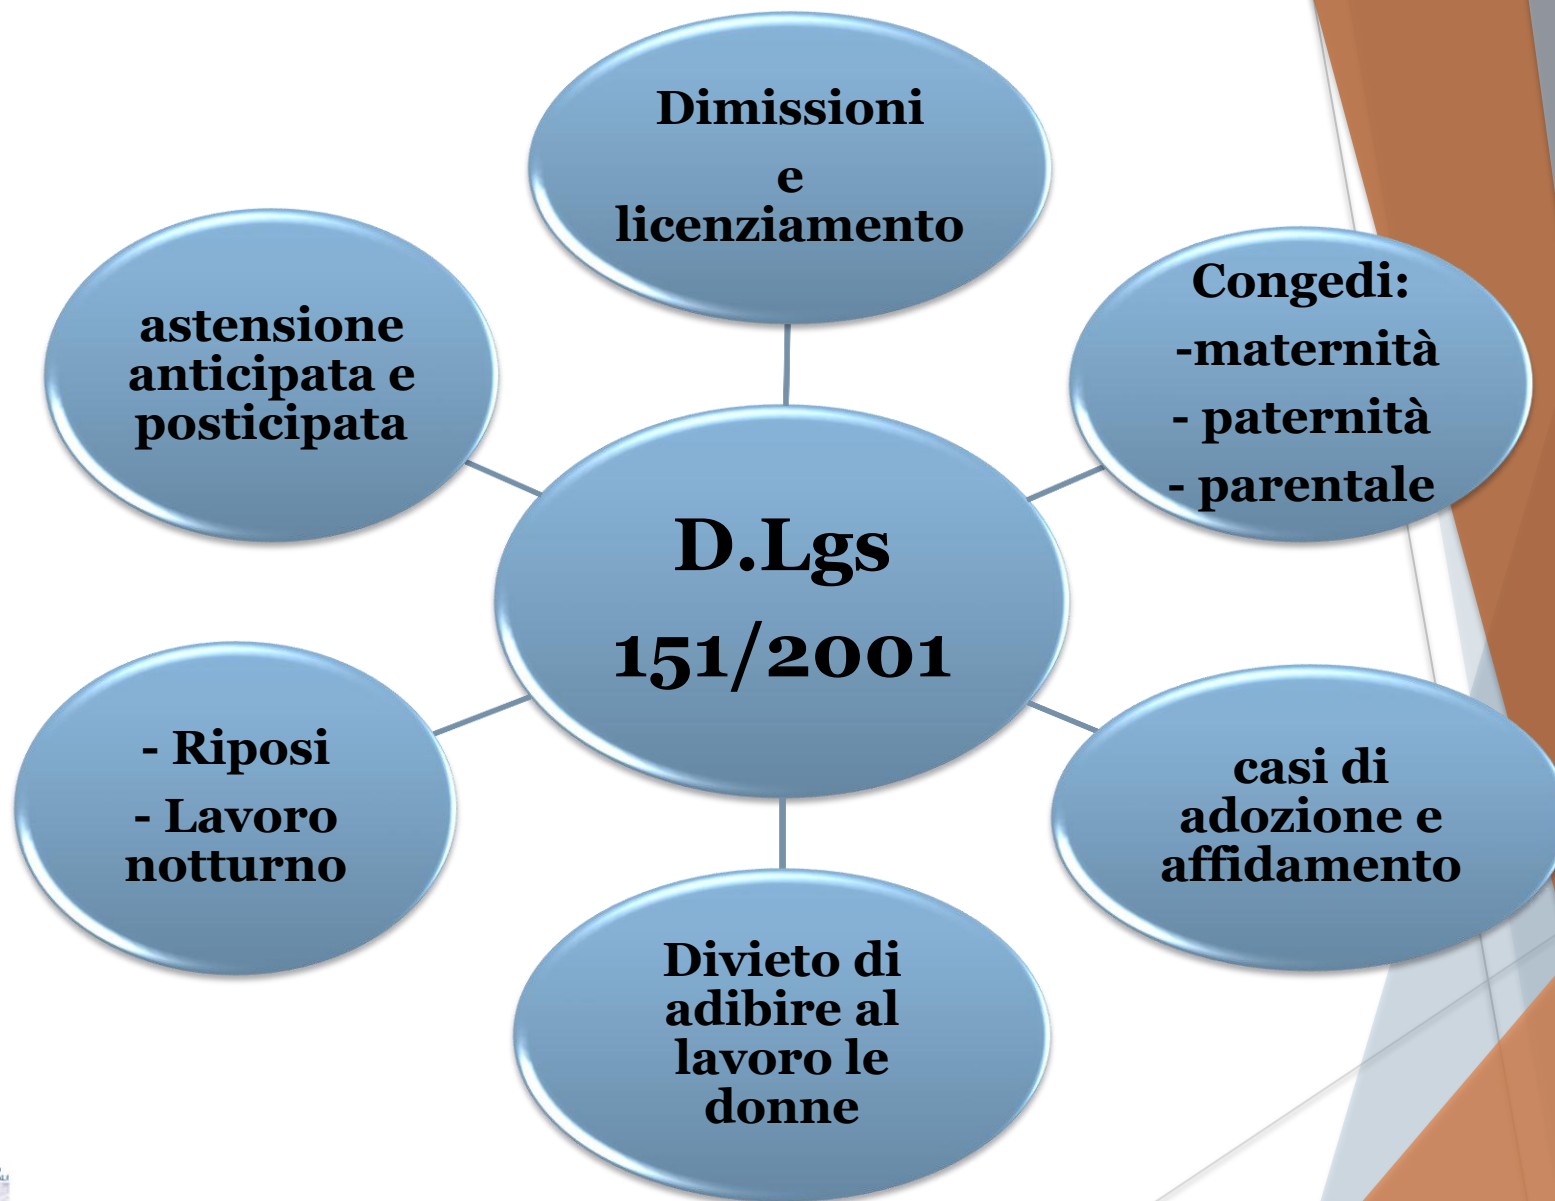 Dimissioni
e
licenziamento
astensione
anticipata e
posticipata
Congedi:
-maternità
- paternità
- parentale
D.Lgs
151/2001
- Riposi
- Lavoro
notturno
casi di
adozione e
affidamento
Divieto di
adibire al
lavoro le
donne